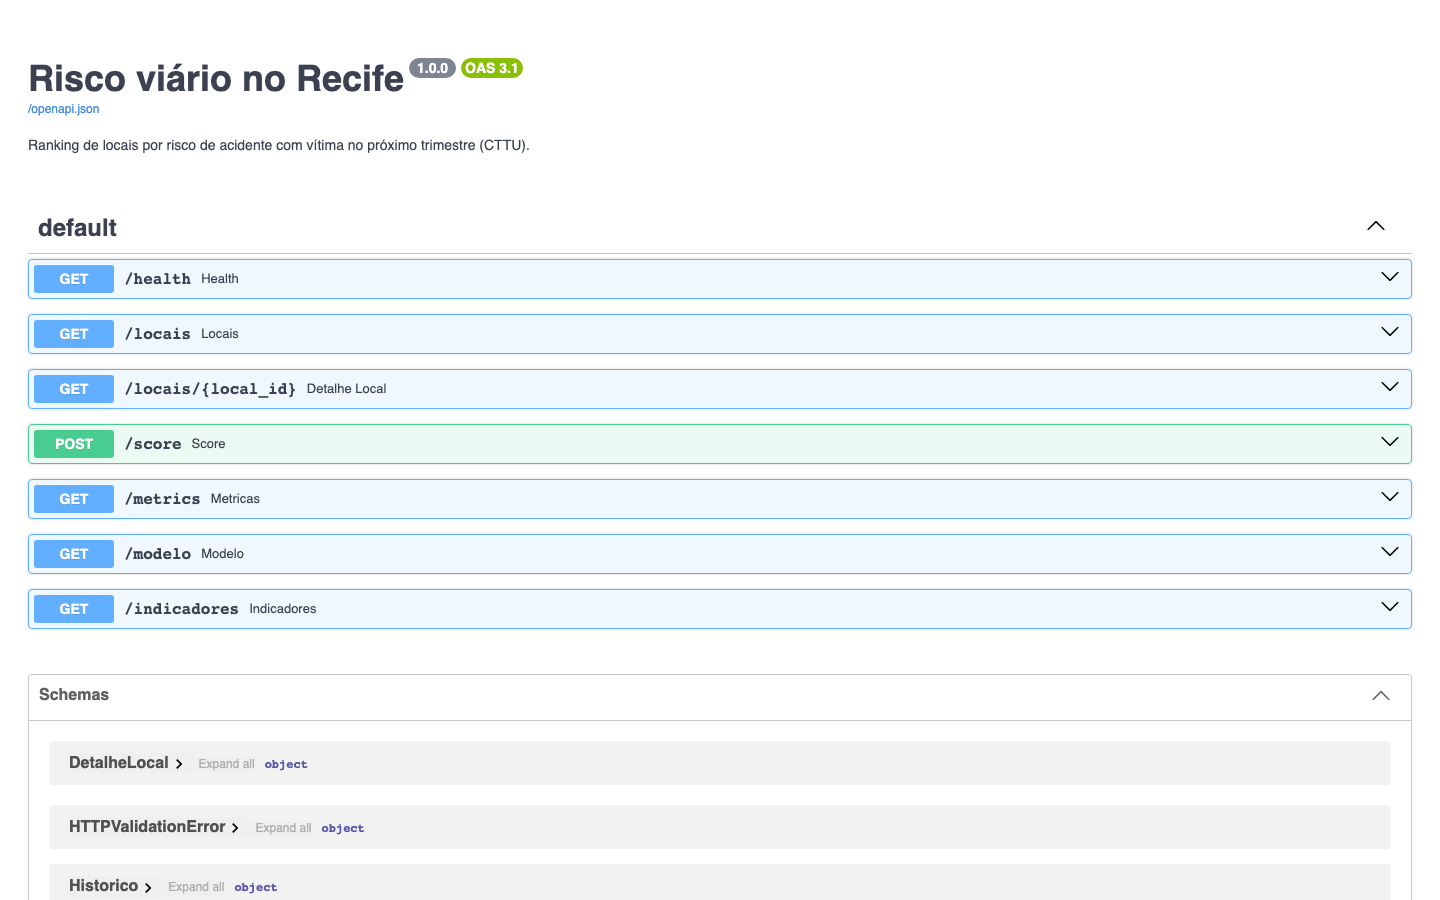 Risco viário no Recife 1.0.0 OAS 3.1
/openapi.json
Ranking de locais por risco de acidente com vítima no próximo trimestre (CTTU).
default
GET /health Health
GET /locais Locais
GET /locais/{local_id} Detalhe Local
POST /score Score
GET /metrics Metricas
GET /modelo Modelo
GET /indicadores Indicadores
Schemas
DetalheLocal Expand all object
HTTPValidationError Expand all object
Historico Expand all object